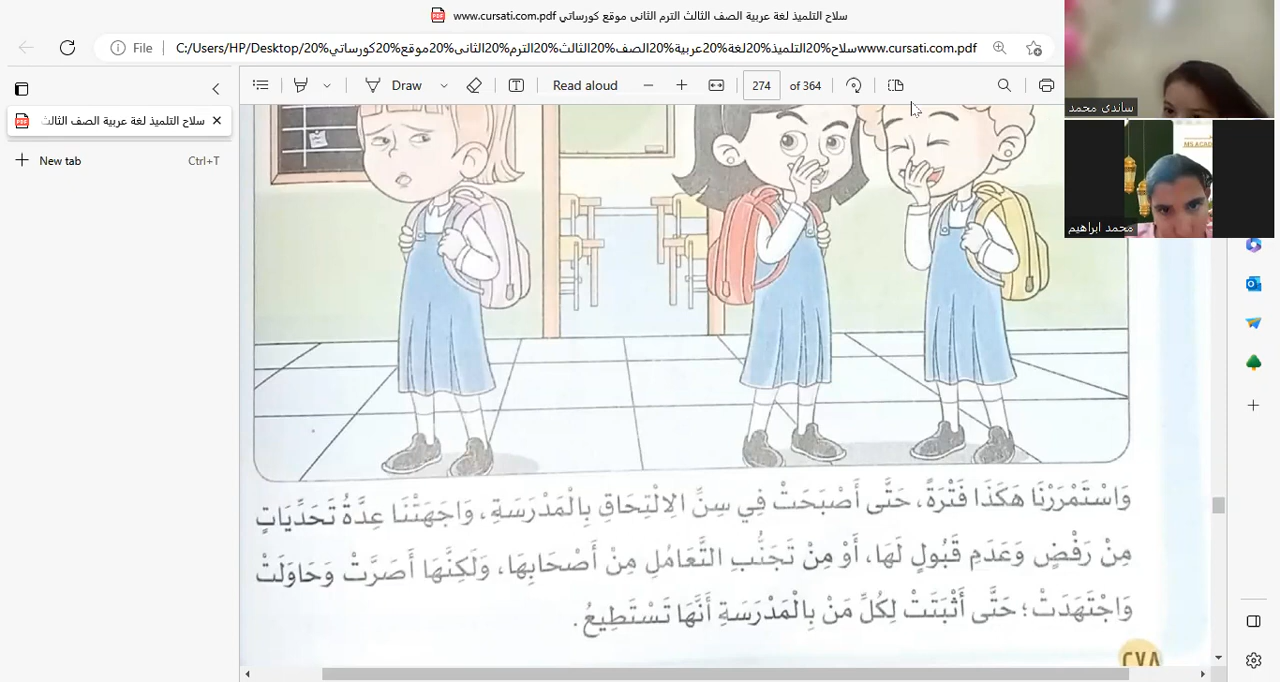 سلاح التلميذ لغة عربية الصف الثالث الترم الثانى موقع كورساتي www.cursati.com.pdf
File
C:/Users/HP/Desktop/سلاح%20التلميذ%20لغة%20عربية%20الصف%20الثالث%20الترم%20الثانى%20موقع%20كورساتي%20www.cursati.com.pdf
Draw
Read aloud
274 of 364
سلاح التلميذ لغة عربية الصف الثالث
New tab Ctrl+T
ساندى محمد
MS ACAD
محمد ابراهيم
وَاسْتَمْرَرْنَا هَكَذَا فَتْرَةً، حَتَّى أَصْبَحَتْ فِي سِنِّ الِالْتِحَاقِ بِالْمَدْرَسَةِ، وَاجَهَتْنَا عِدَّةُ تَحَدِّيَاتٍ
مِنْ رَفْضٍ وَعَدَمِ قَبُولٍ لَهَا، أَوْ مِنْ تَجَنُّبِ التَّعَامُلِ مِنْ أَصْحَابِهَا، وَلَكِنَّهَا أَصَرَّتْ وَحَاوَلَتْ
وَاجْتَهَدَتْ؛ حَتَّى أَثْبَتَتْ لِكُلِّ مَنْ بِالْمَدْرَسَةِ أَنَّهَا تَسْتَطِيعُ.
٢٧٨